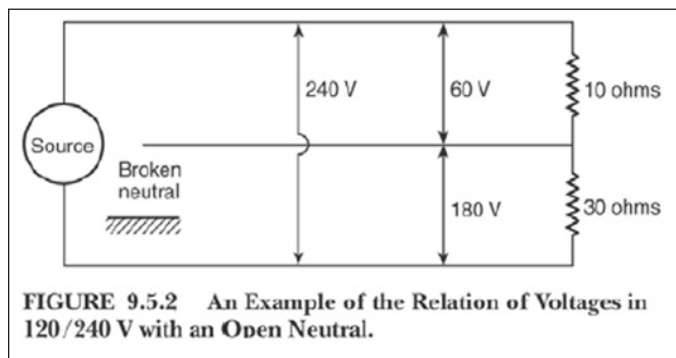 240 V
60 V
10 ohms
Source
Broken
neutral
180 V
30 ohms
FIGURE 9.5.2 An Example of the Relation of Voltages in
120/240 V with an Open Neutral.